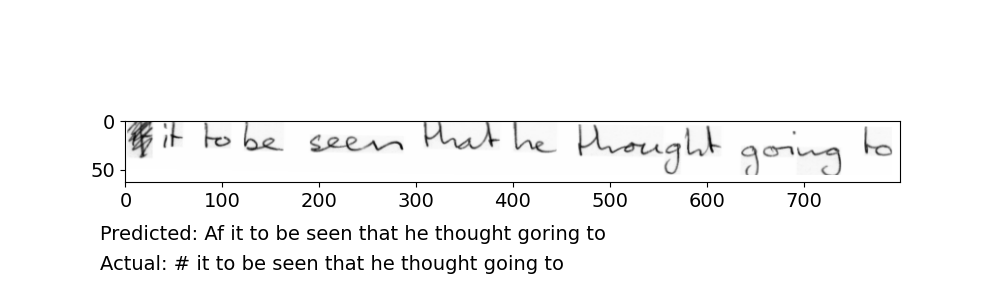 0
it to be seen that he thought going to
50
0 100 200 300 400 500 600 700
Predicted: Af it to be seen that he thought goring to
Actual: # it to be seen that he thought going to